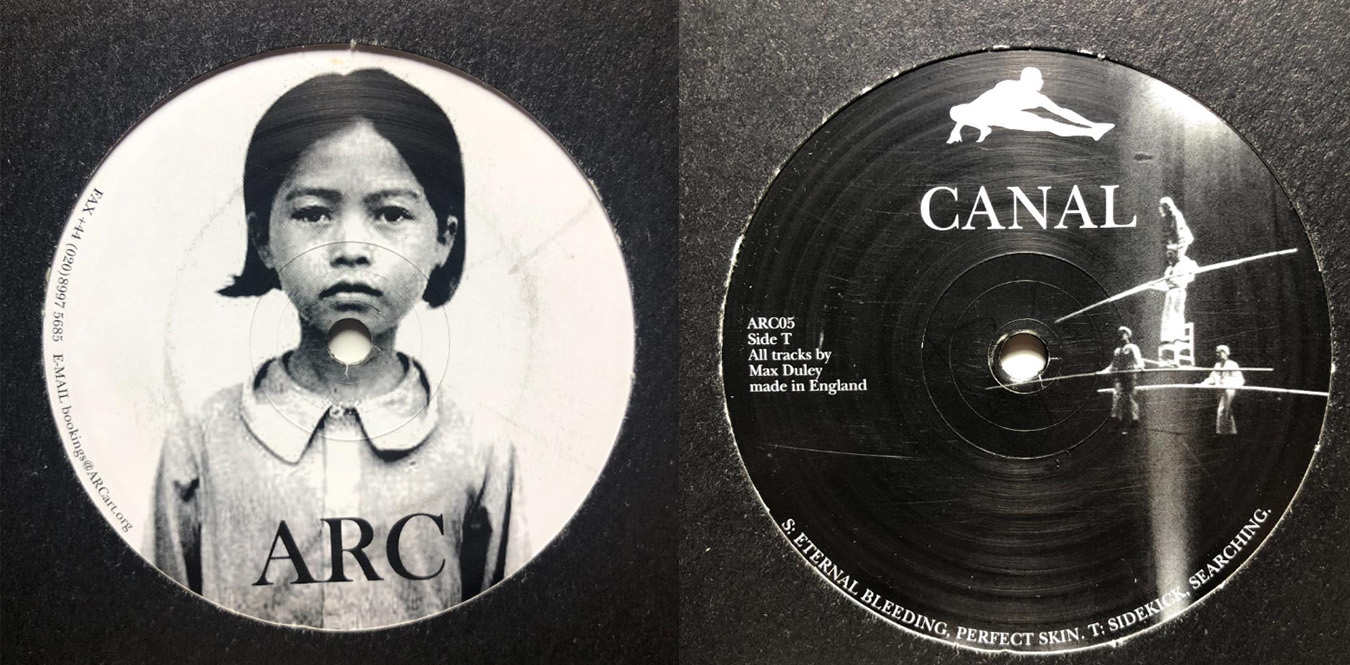 FAX +44 (020)8997 5685 E-MAIL bookings@ARCart.org
ARC
CANAL
ARC05
Side T
All tracks by
Max Duley
made in England
S: ETERNAL BLEEDING, PERFECT SKIN. T: SIDEKICK, SEARCHING.